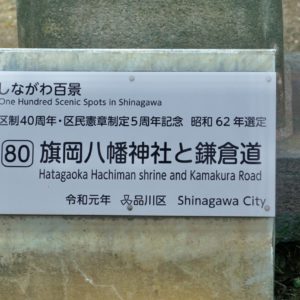 しながわ百景
One Hundred Scenic Spots in Shinagawa
区制40周年・区民憲章制定5周年記念 昭和62年選定
80 旗岡八幡神社と鎌倉道
Hatagaoka Hachiman shrine and Kamakura Road
令和元年 品川区 Shinagawa City